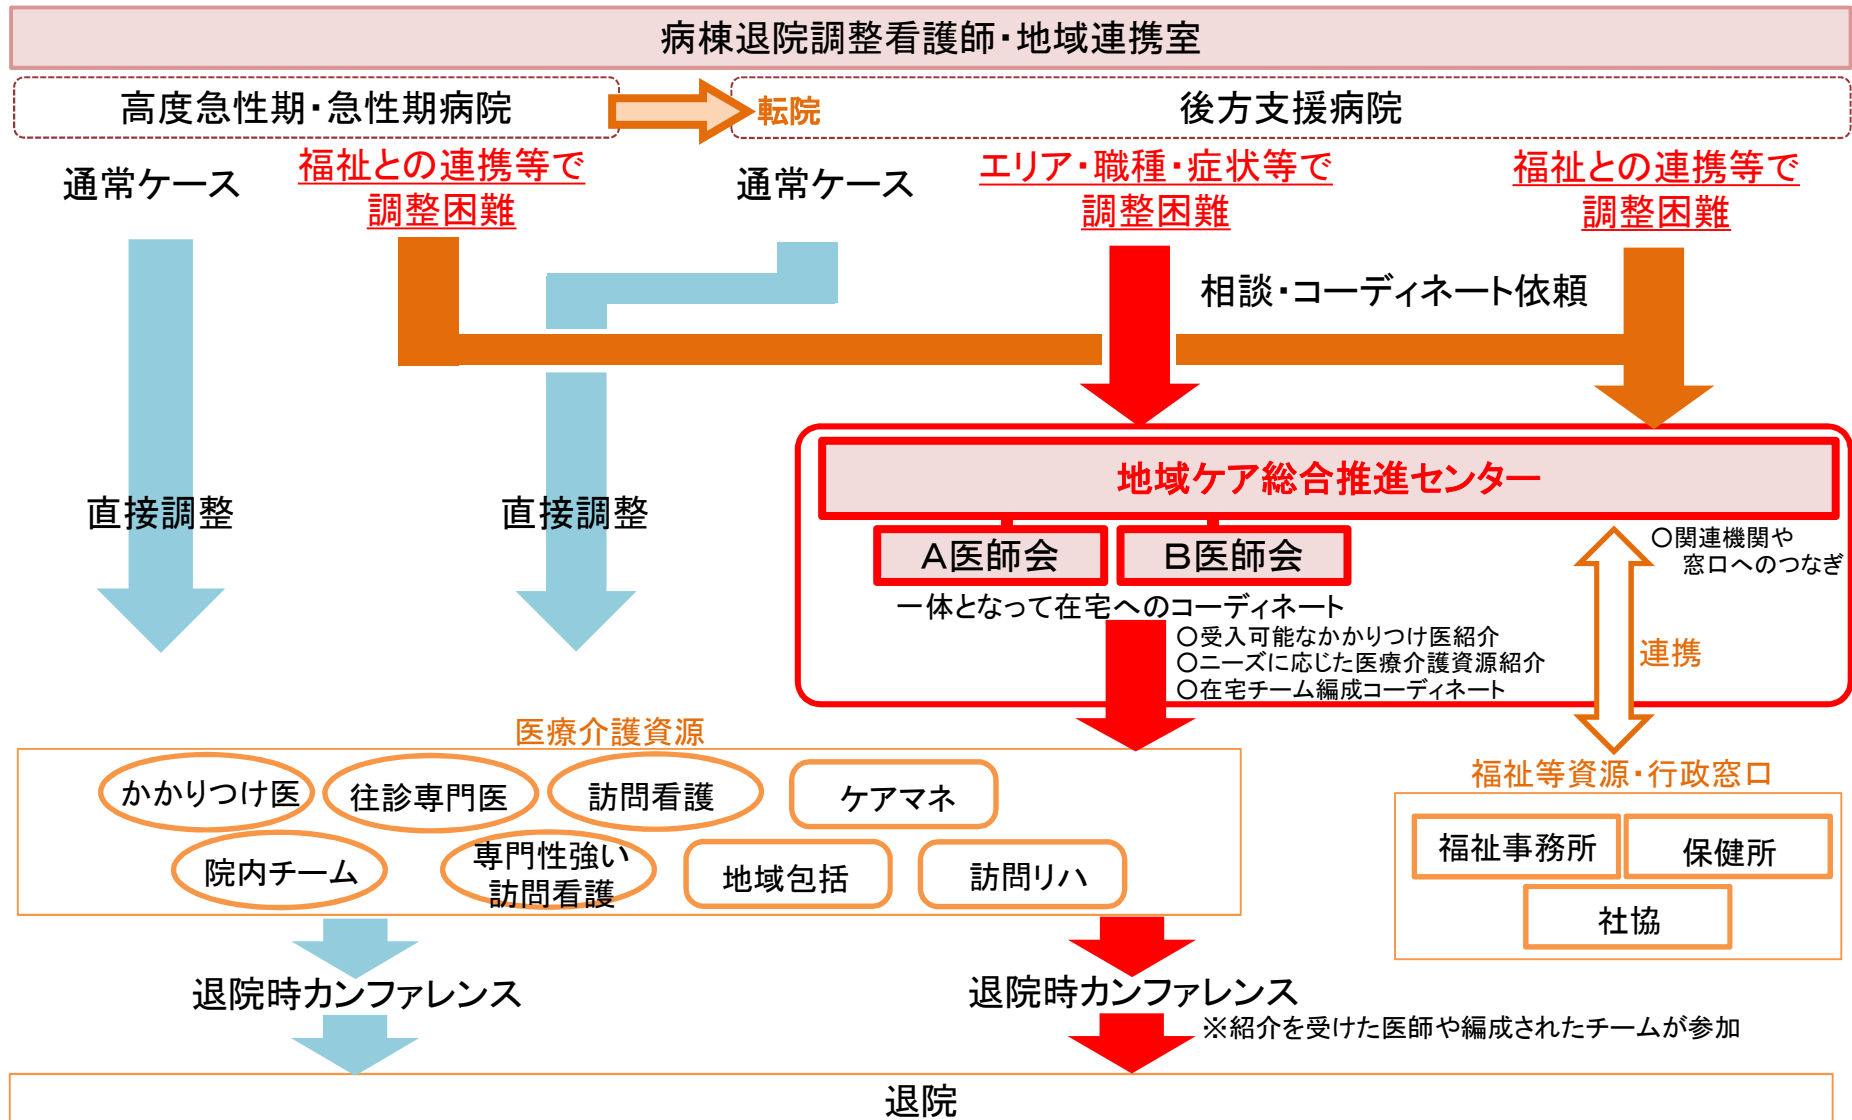 病棟退院調整看護師・地域連携室
高度急性期・急性期病院
転院
後方支援病院
通常ケース
福祉との連携等で
調整困難
通常ケース
エリア・職種・症状等で
調整困難
福祉との連携等で
調整困難
相談・コーディネート依頼
直接調整
直接調整
地域ケア総合推進センター
A医師会
B医師会
一体となって在宅へのコーディネート
○受入可能なかかりつけ医紹介
○ニーズに応じた医療介護資源紹介
○在宅チーム編成コーディネート
○関連機関や
窓口へのつなぎ
連携
医療介護資源
かかりつけ医
往診専門医
訪問看護
ケアマネ
院内チーム
専門性強い
訪問看護
地域包括
訪問リハ
福祉等資源・行政窓口
福祉事務所
保健所
社協
退院時カンファレンス
退院時カンファレンス
※紹介を受けた医師や編成されたチームが参加
退院